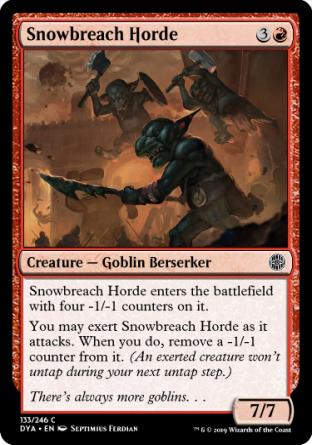 Snowbreach Horde 3
Creature — Goblin Berserker
Snowbreach Horde enters the battlefield
with four -1/-1 counters on it.
You may exert Snowbreach Horde as it
attacks. When you do, remove a -1/-1
counter from it. (An exerted creature won't
untap during your next untap step.)
There's always more goblins. . .
7/7
133/246 C
DYA • EN SEPTIMIUS FERDIAN
™ & © 2019 Wizards of the Coast